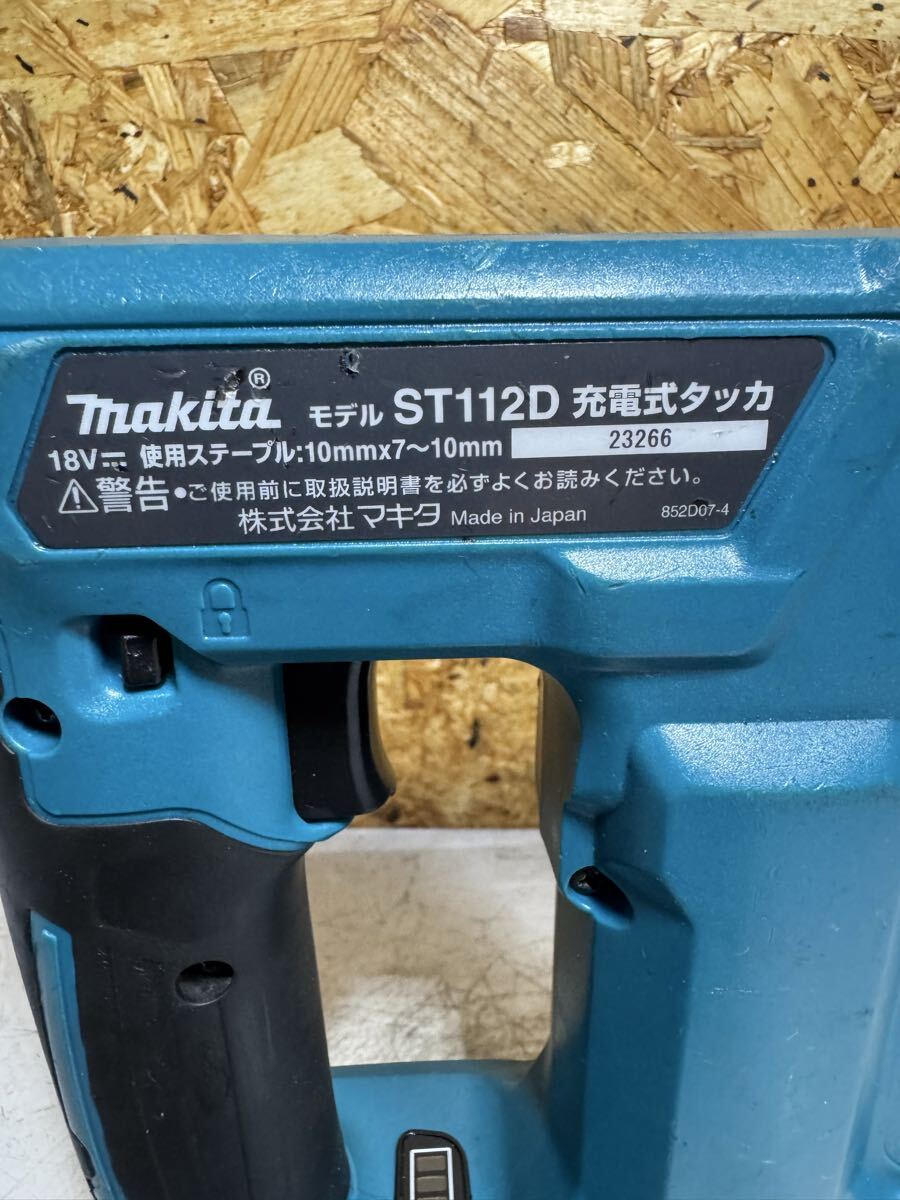 makita® モデル ST112D 充電式タッカ
18V⎓ 使用ステープル:10mmx7～10mm 23266
⚠警告•ご使用前に取扱説明書を必ずよくお読みください。
株式会社マキタ Made in Japan 852D07-4